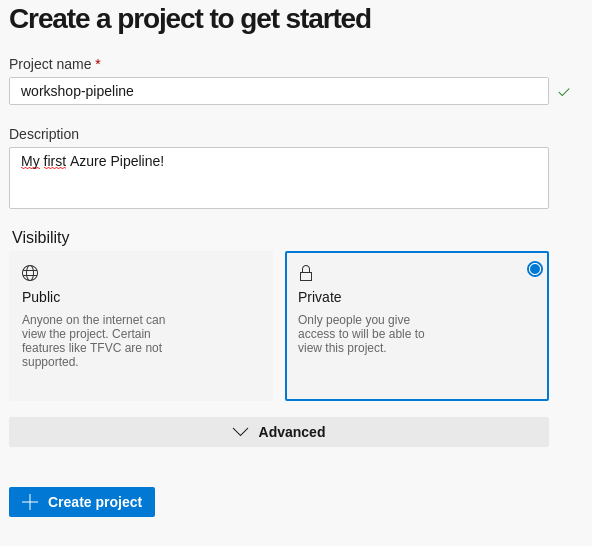 Create a project to get started
Project name *
workshop-pipeline
Description
My first Azure Pipeline!
Visibility
Public
Anyone on the internet can
view the project. Certain
features like TFVC are not
supported.
Private
Only people you give
access to will be able to
view this project.
Advanced
Create project